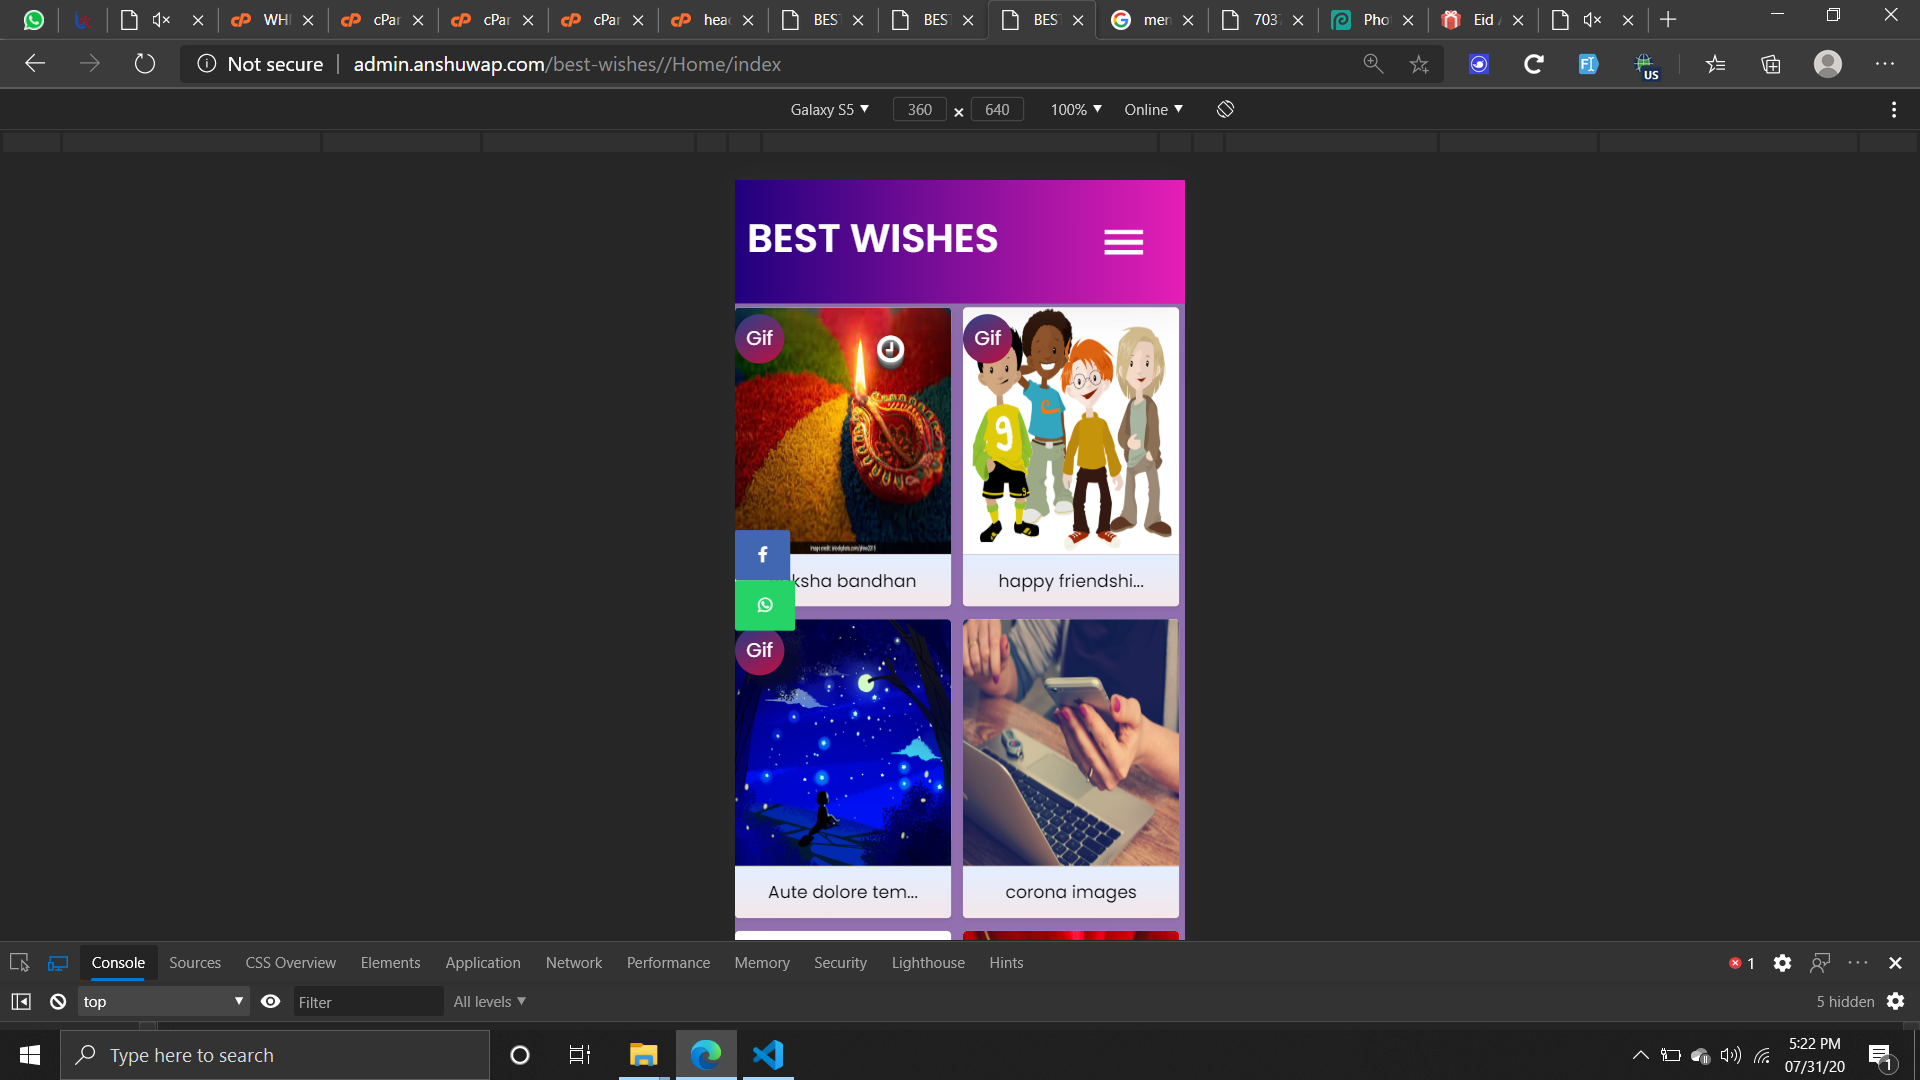 WH
cPar
cPar
cPar
head
BES
BES
BES
mer
703
Pho
Eid
Not secure
admin.anshuwap.com/best-wishes//Home/index
US
Galaxy S5
360
640
100%
Online
BEST WISHES
Gif
Gif
ksha bandhan
happy friendshi...
Gif
Aute dolore tem...
corona images
Console
Sources
CSS Overview
Elements
Application
Network
Performance
Memory
Security
Lighthouse
Hints
1
top
Filter
All levels
5 hidden
Type here to search
5:22 PM
07/31/20
1